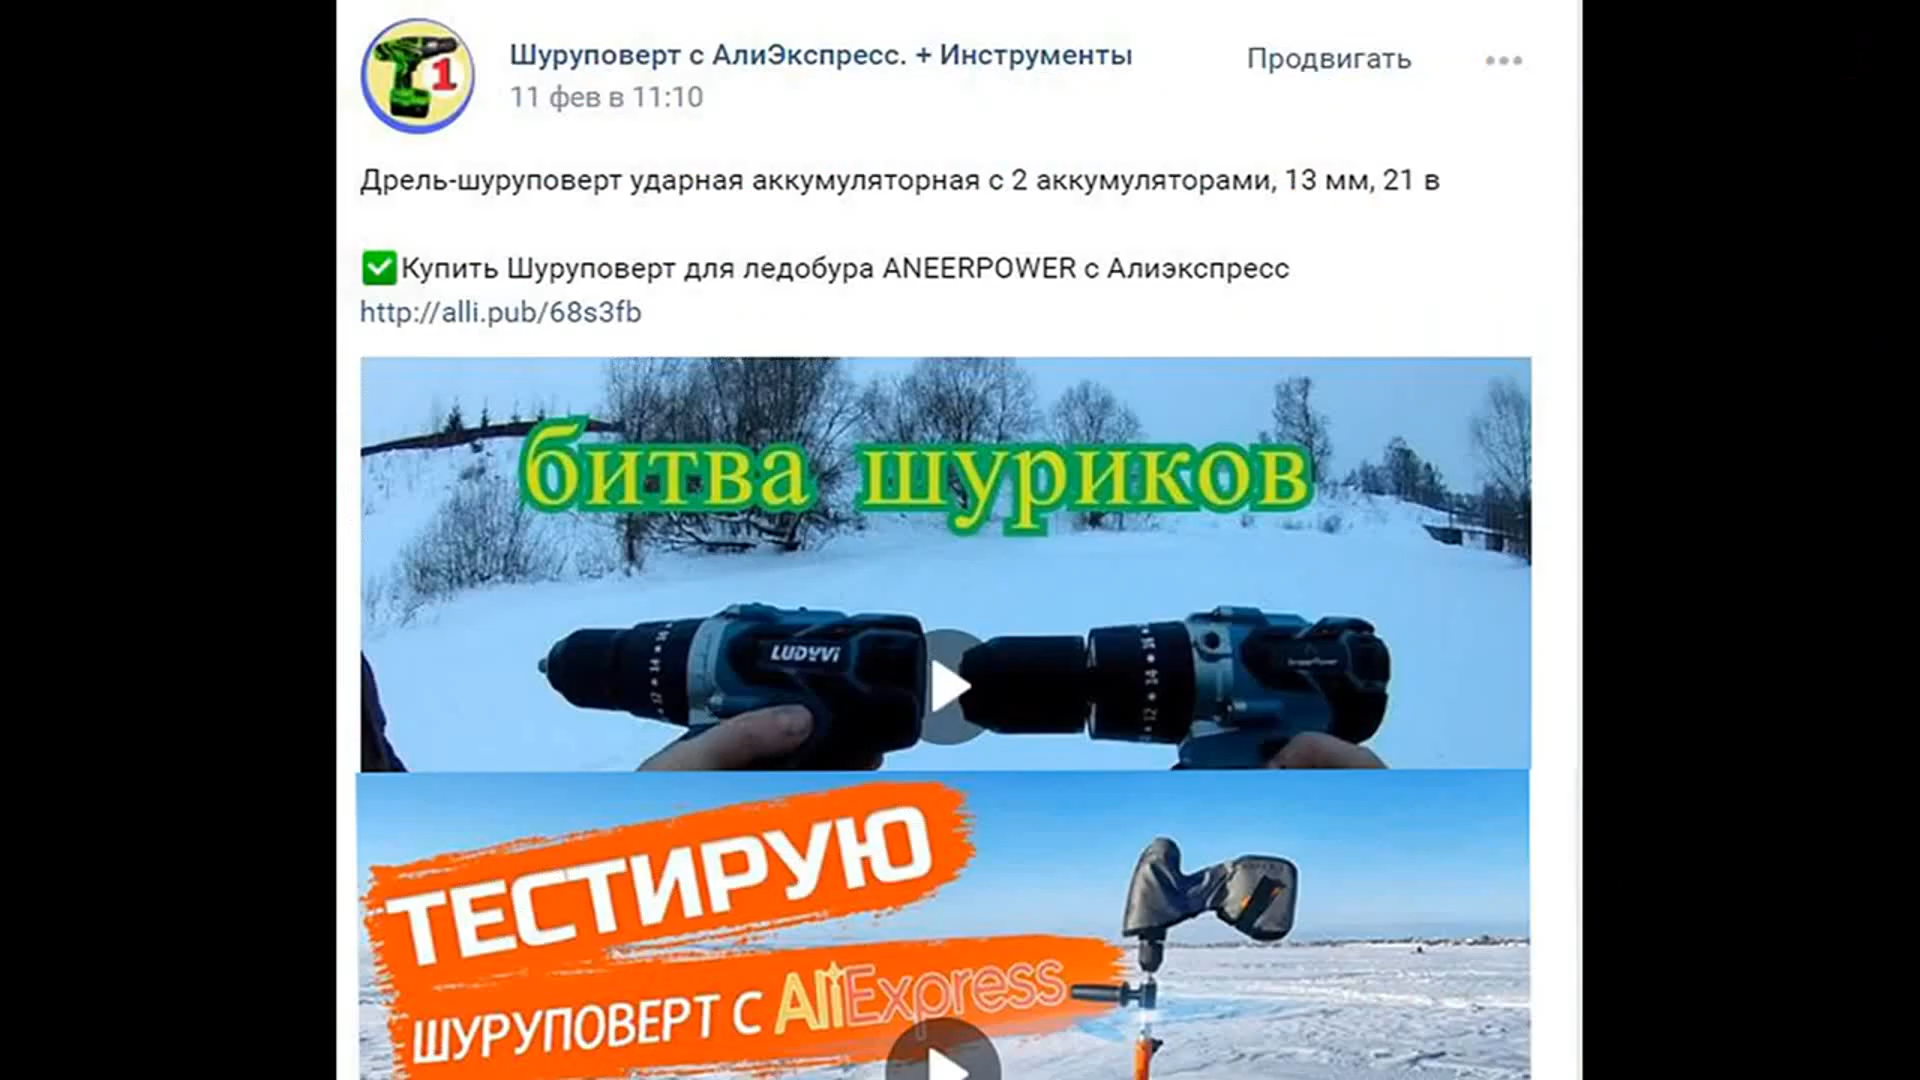 1
Шуруповерт с АлиЭкспресс. + Инструменты
Продвигать
11 фев в 11:10
Дрель-шуруповерт ударная аккумуляторная с 2 аккумуляторами, 13 мм, 21 в
✅Купить Шуруповерт для ледобура ANEERPOWER с Алиэкспресс
http://alli.pub/68s3fb
битва шуриков
LUDYVI
ТЕСТИРУЮ
ШУРУПОВЕРТ С AliExpress